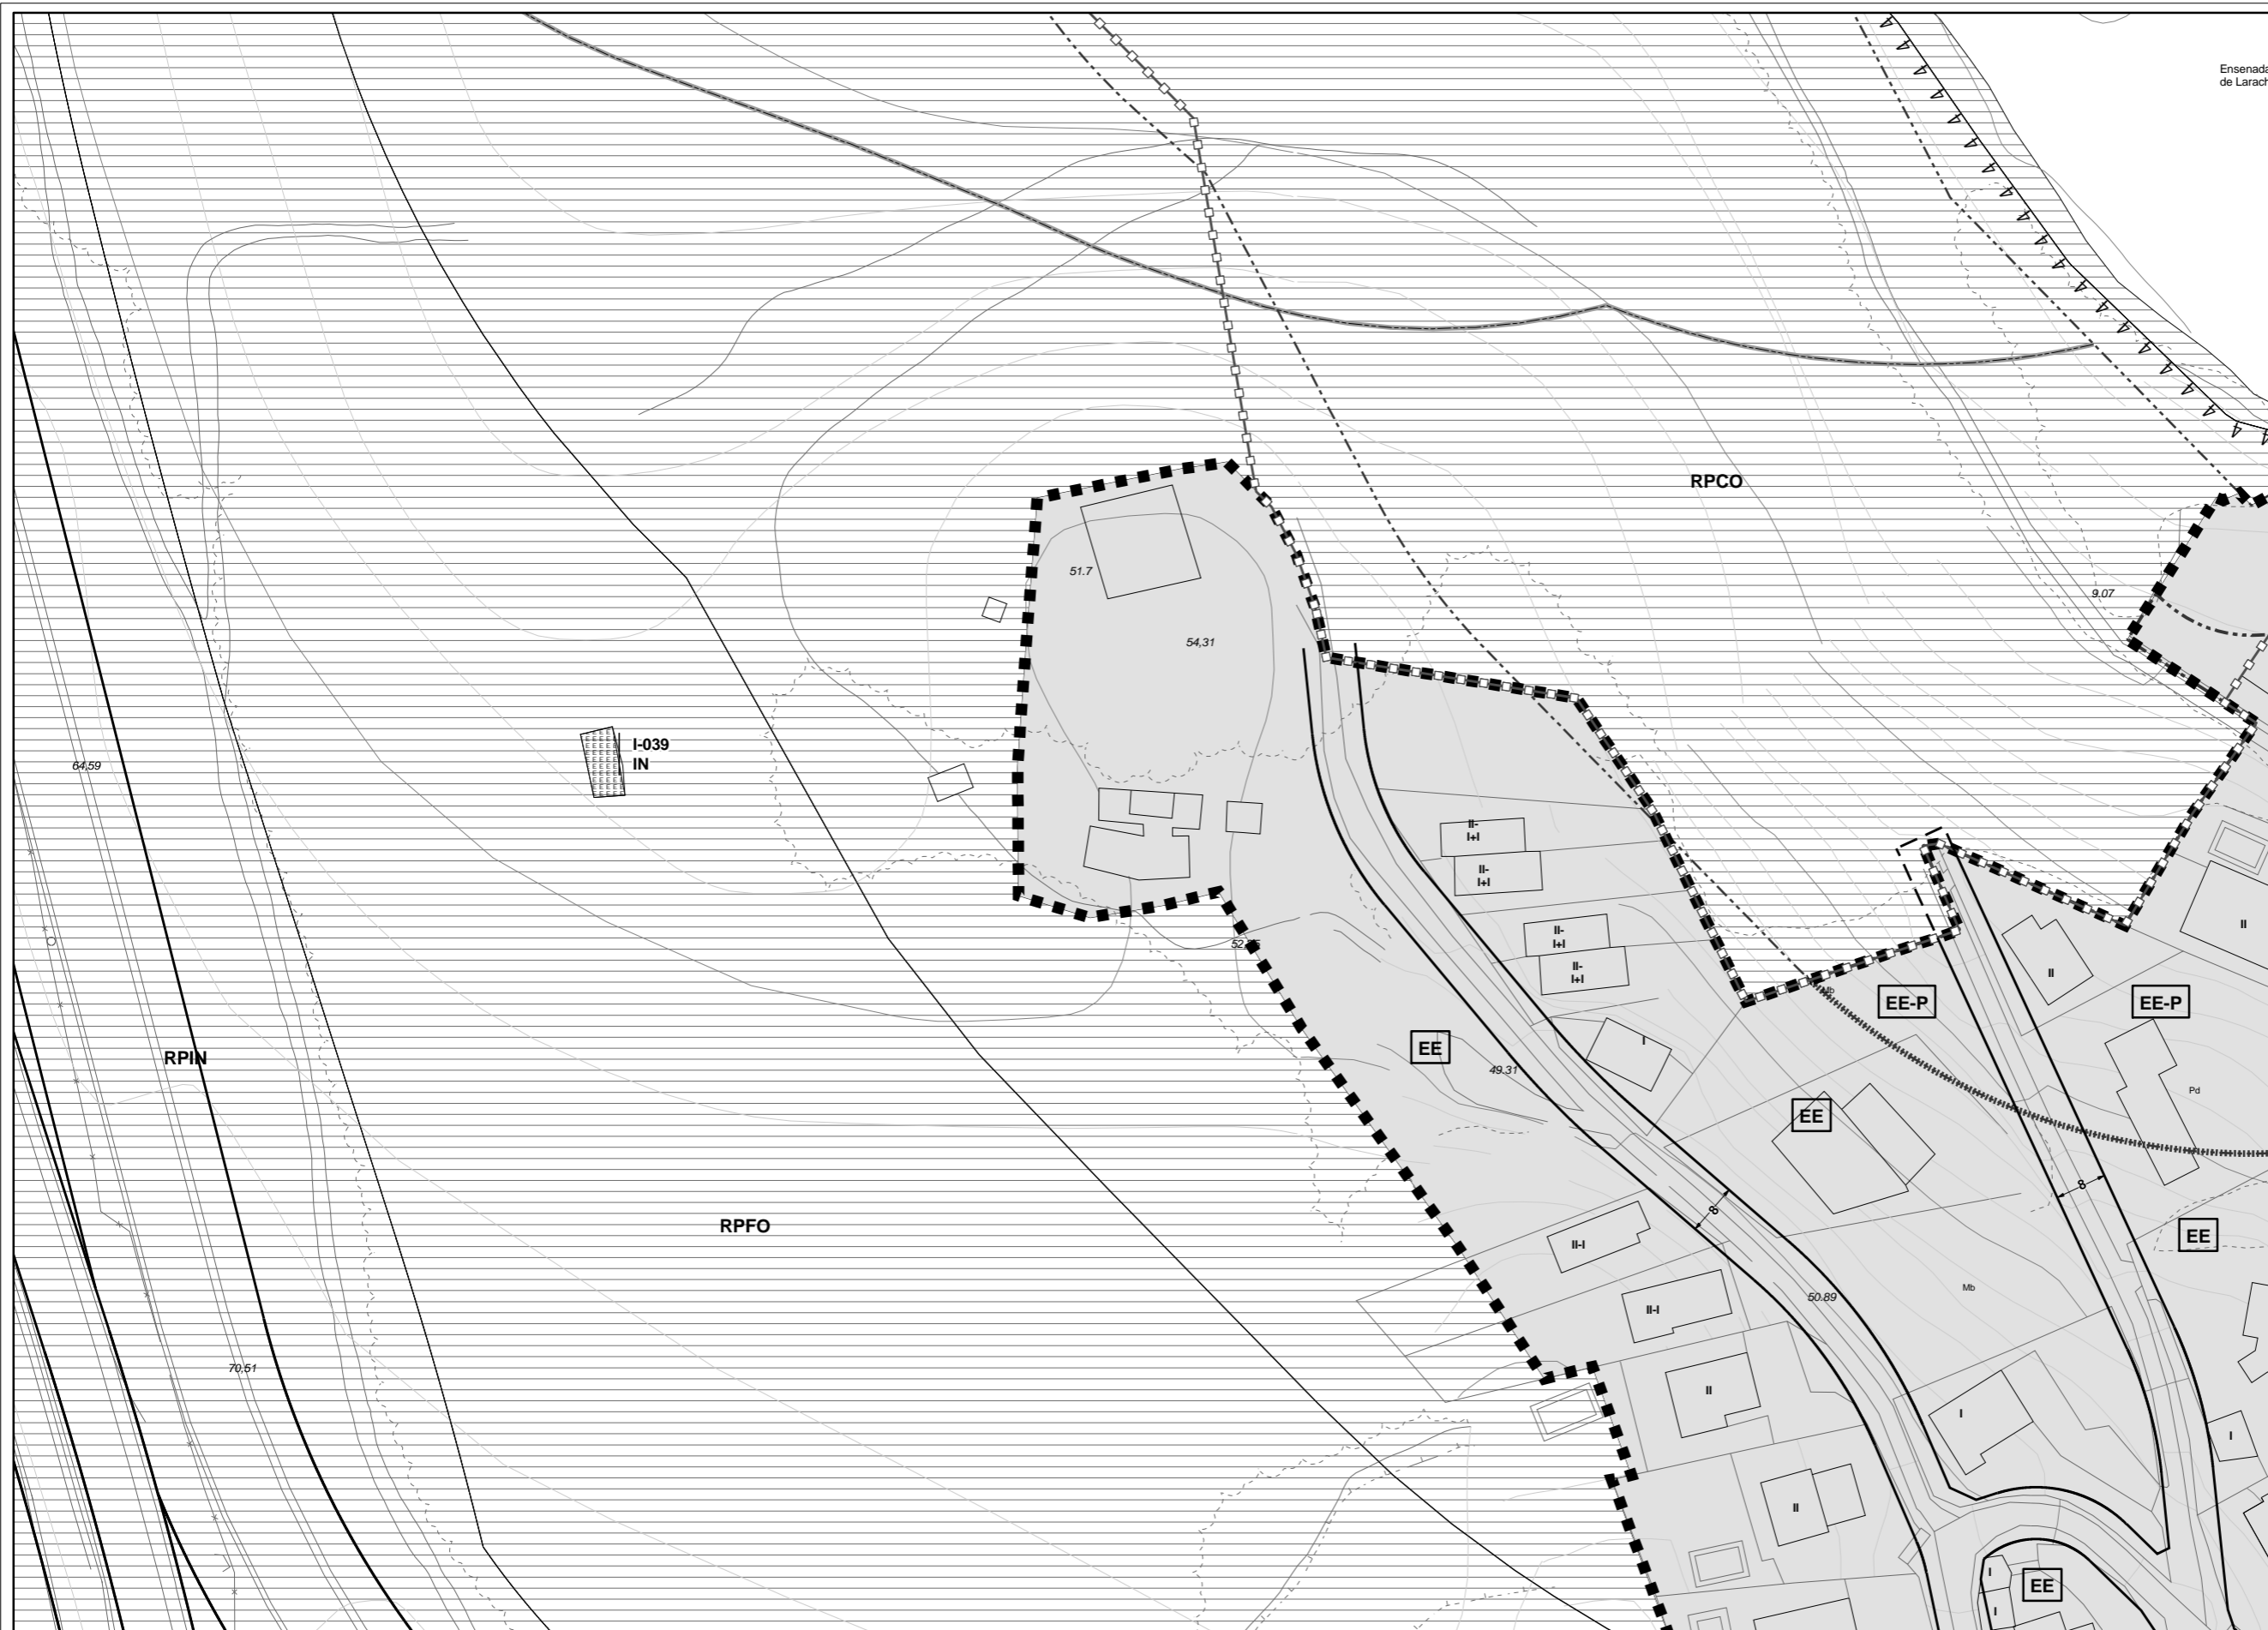 Ensenada
de Larach
RPCO
51.7
9.07
54,31
I-039
IN
64,59
II-
I+I
II-
I+I
II-
I+I
II-
I+I
II
II
EE-P
EE-P
Mb
EE
I
49.31
RPIN
Pd
EE
8
8
RPFO
EE
II-I
Mb
50.89
II-I
70,51
II
I
I
II
I
EE
I